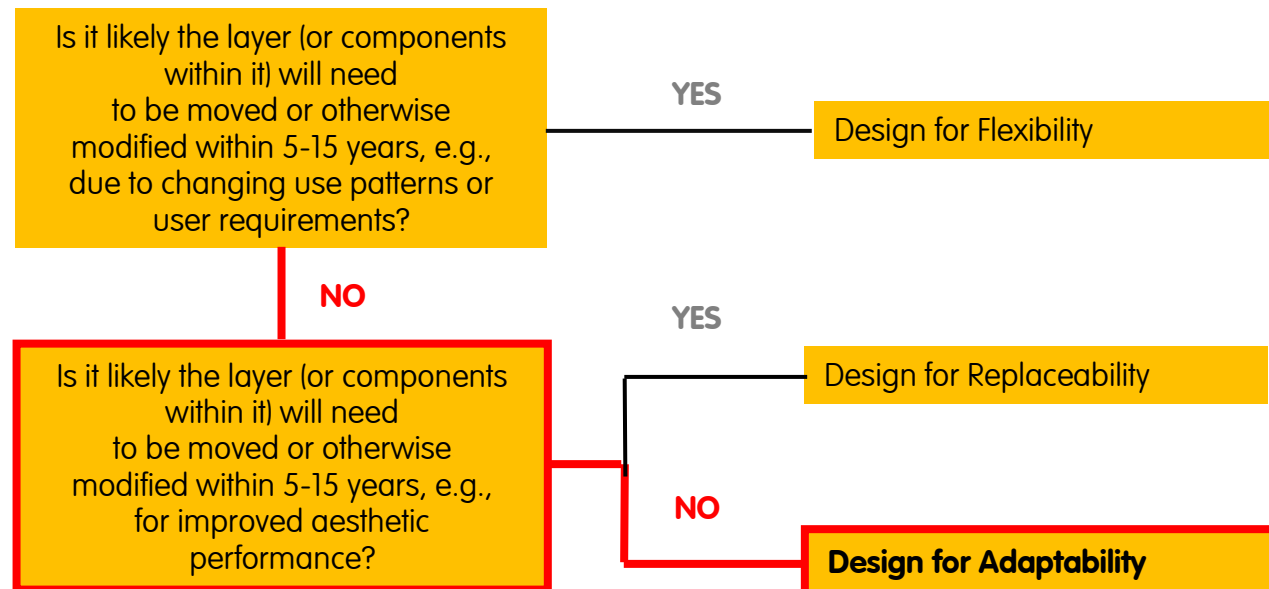 Is it likely the layer (or components
within it) will need
to be moved or otherwise
modified within 5-15 years, e.g.,
due to changing use patterns or
user requirements?
YES
Design for Flexibility
NO
Is it likely the layer (or components
within it) will need
to be moved or otherwise
modified within 5-15 years, e.g.,
for improved aesthetic
performance?
YES
Design for Replaceability
NO
Design for Adaptability